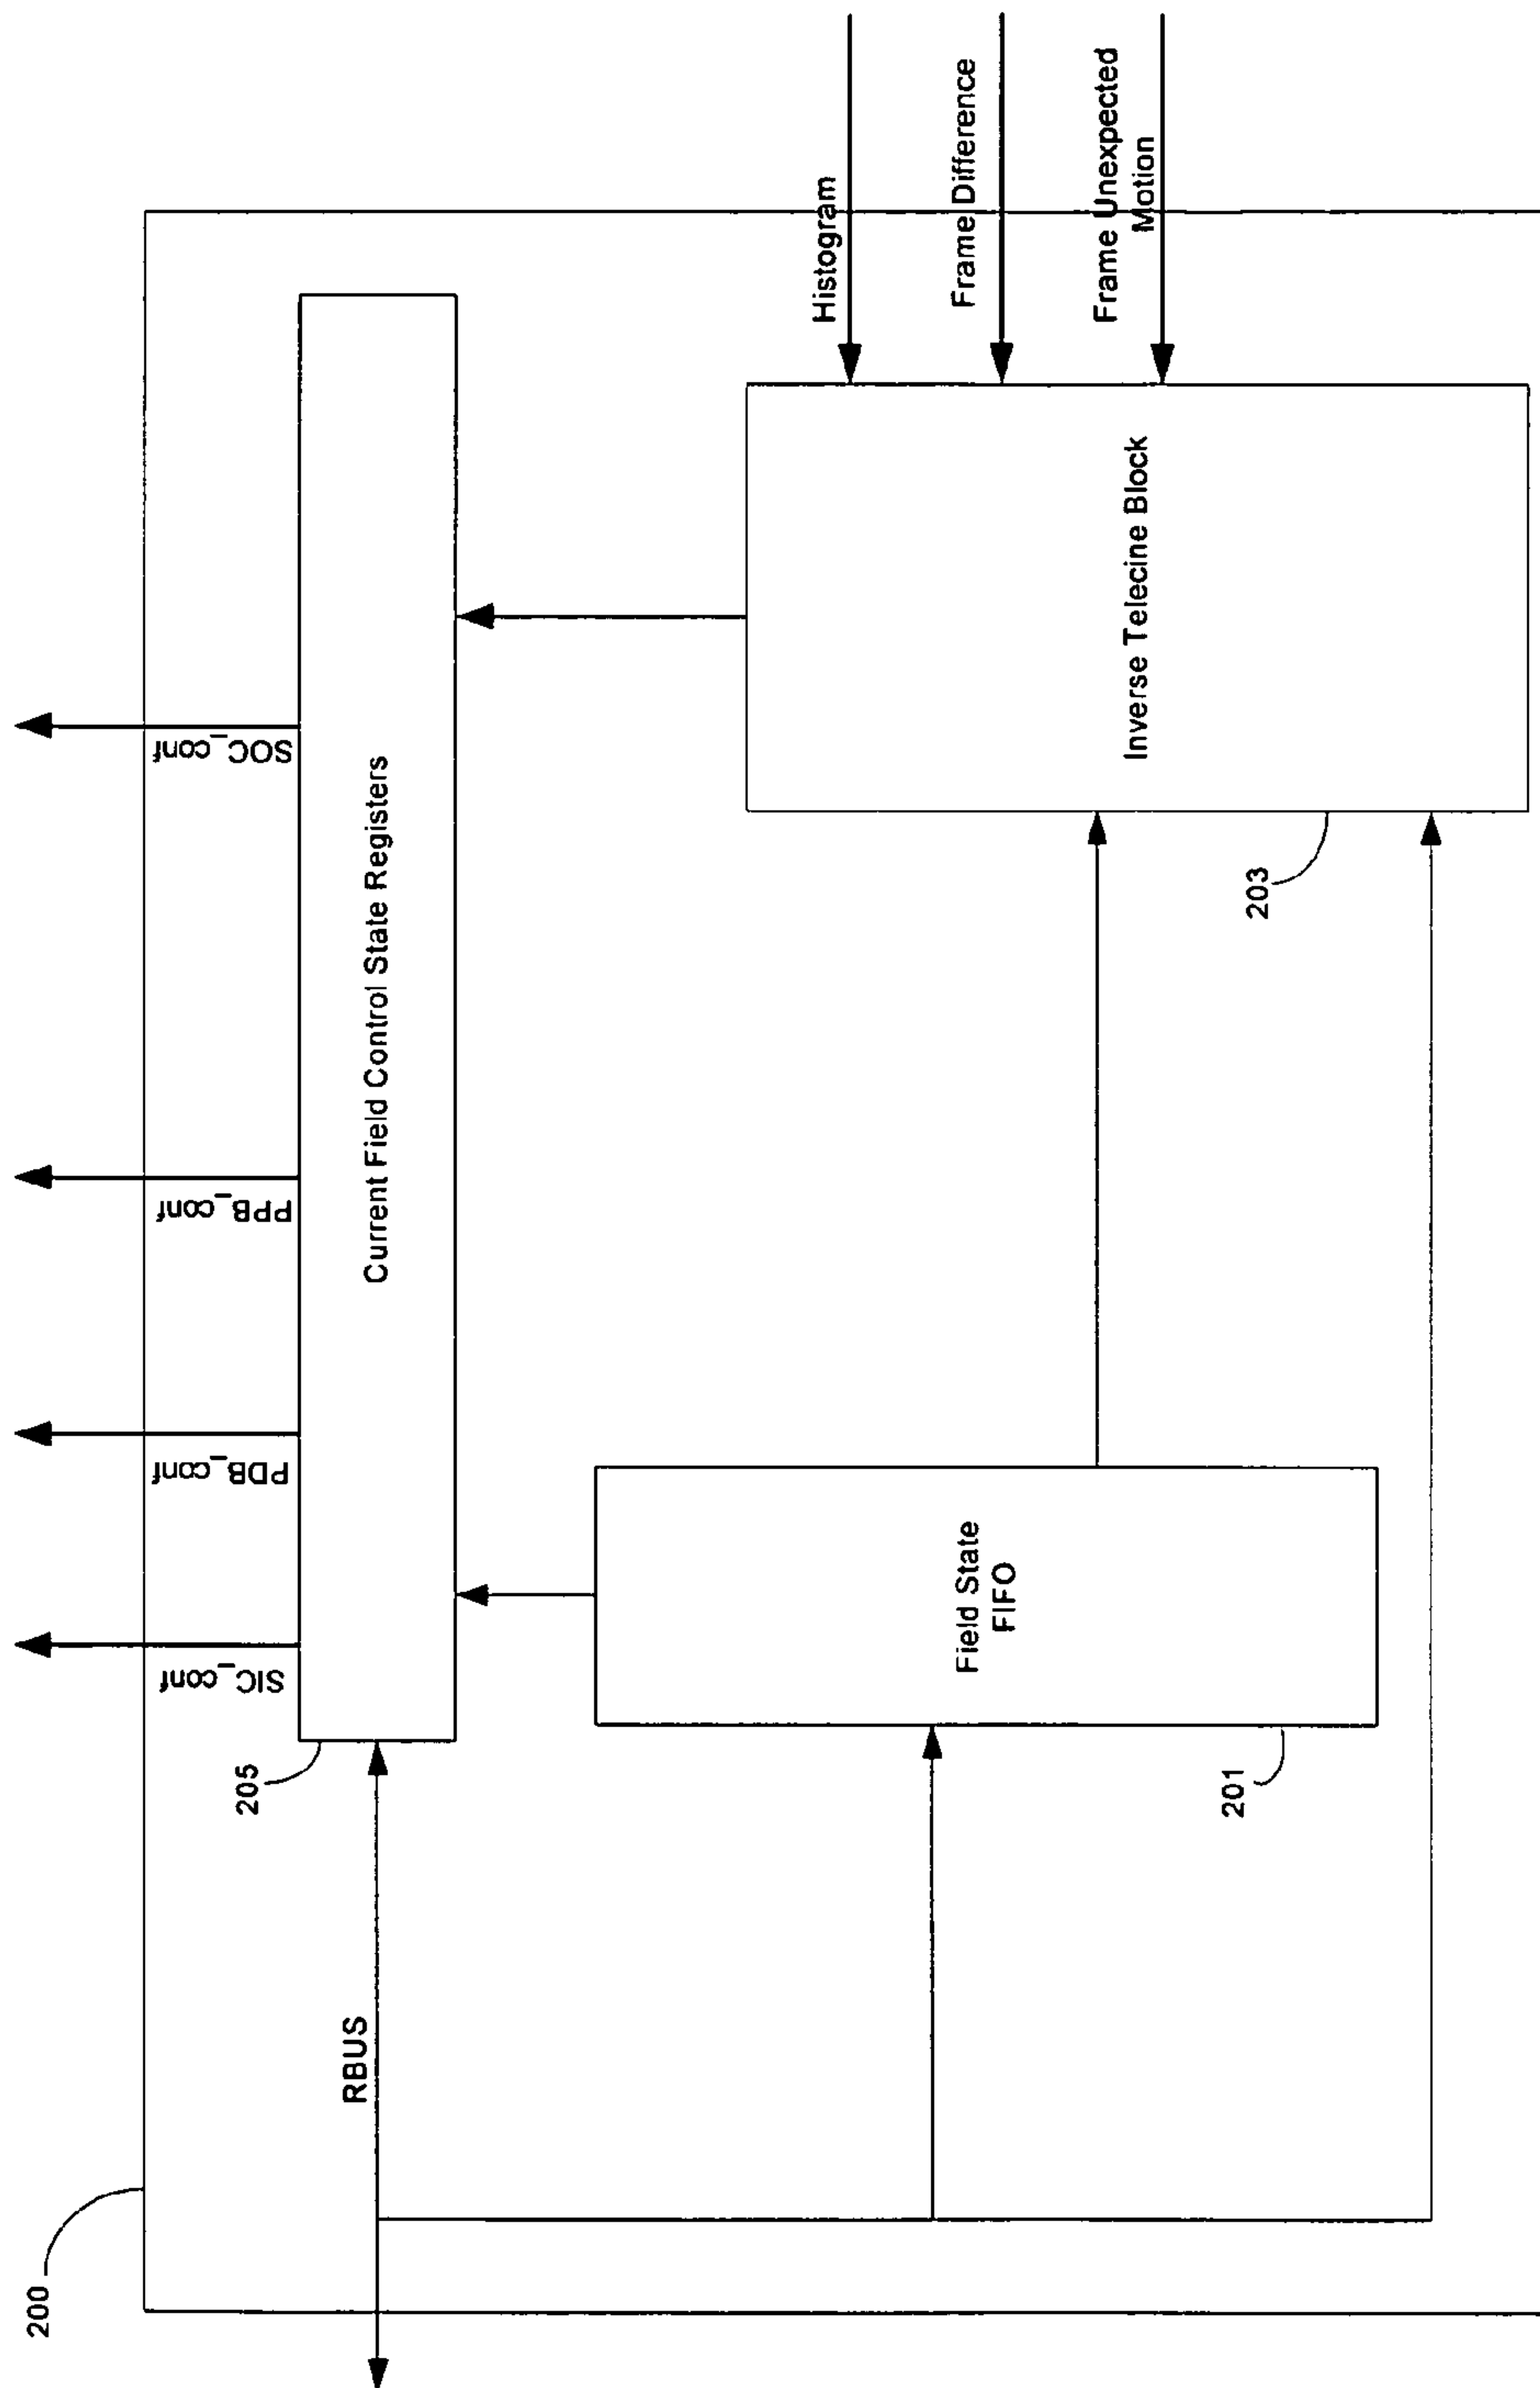 200
RBUS
205
SIC_conf
PDB_conf
PPB_conf
SOC_conf
Current Field Control State Registers
Field State
FIFO
201
Inverse Telecine Block
203
Histogram
Frame Difference
Frame Unexpected
Motion